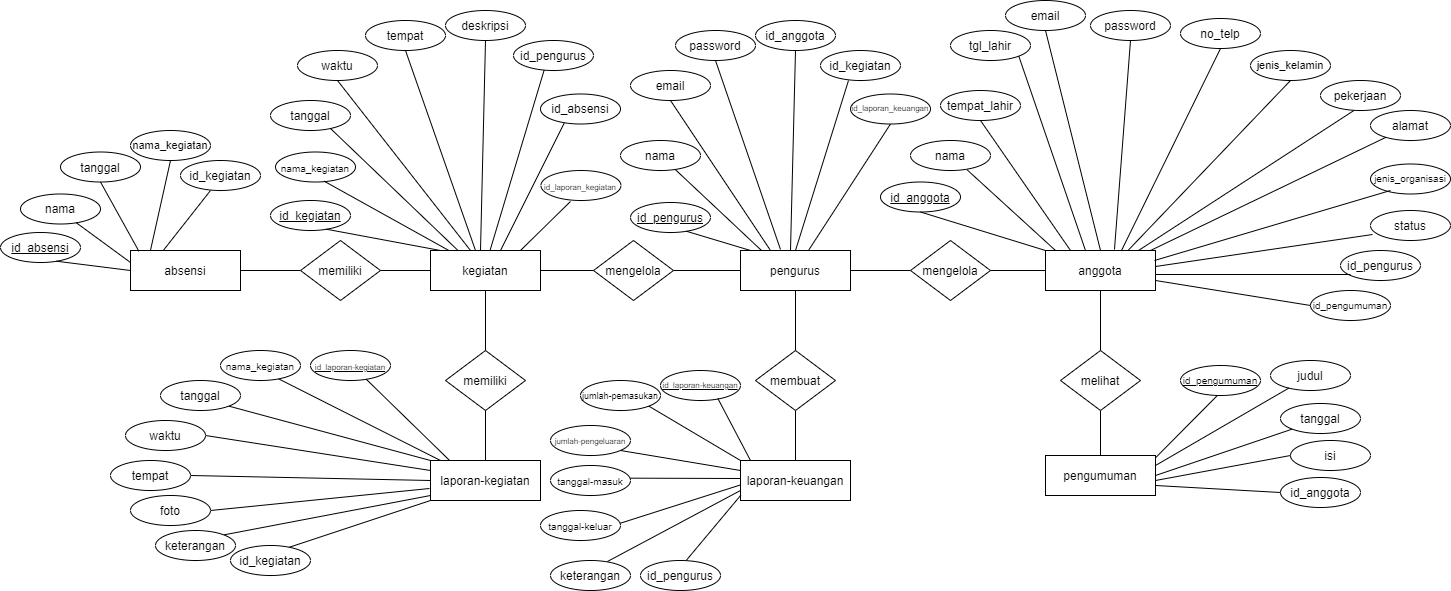 email
deskripsi
password
tempat
id_anggota
no_telp
tgl_lahir
password
id_pengurus
waktu
id_kegiatan
jenis_kelamin
email
pekerjaan
tempat_lahir
id_absensi
id_laporan_keuangan
tanggal
alamat
nama_kegiatan
nama
nama
tanggal
nama_kegiatan
id_kegiatan
jenis_organisasi
id_laporan_kegiatan
id_anggota
nama
id_kegiatan
id_pengurus
status
id_absensi
id_pengurus
absensi
memiliki
kegiatan
mengelola
pengurus
mengelola
anggota
id_pengumuman
nama_kegiatan
id_laporan-kegiatan
judul
memiliki
membuat
melihat
id_pengumuman
id_laporan-keuangan
tanggal
jumlah-pemasukan
tanggal
waktu
jumlah-pengeluaran
isi
tempat
laporan-kegiatan
tanggal-masuk
laporan-keuangan
pengumuman
id_anggota
foto
tanggal-keluar
keterangan
id_kegiatan
keterangan
id_pengurus